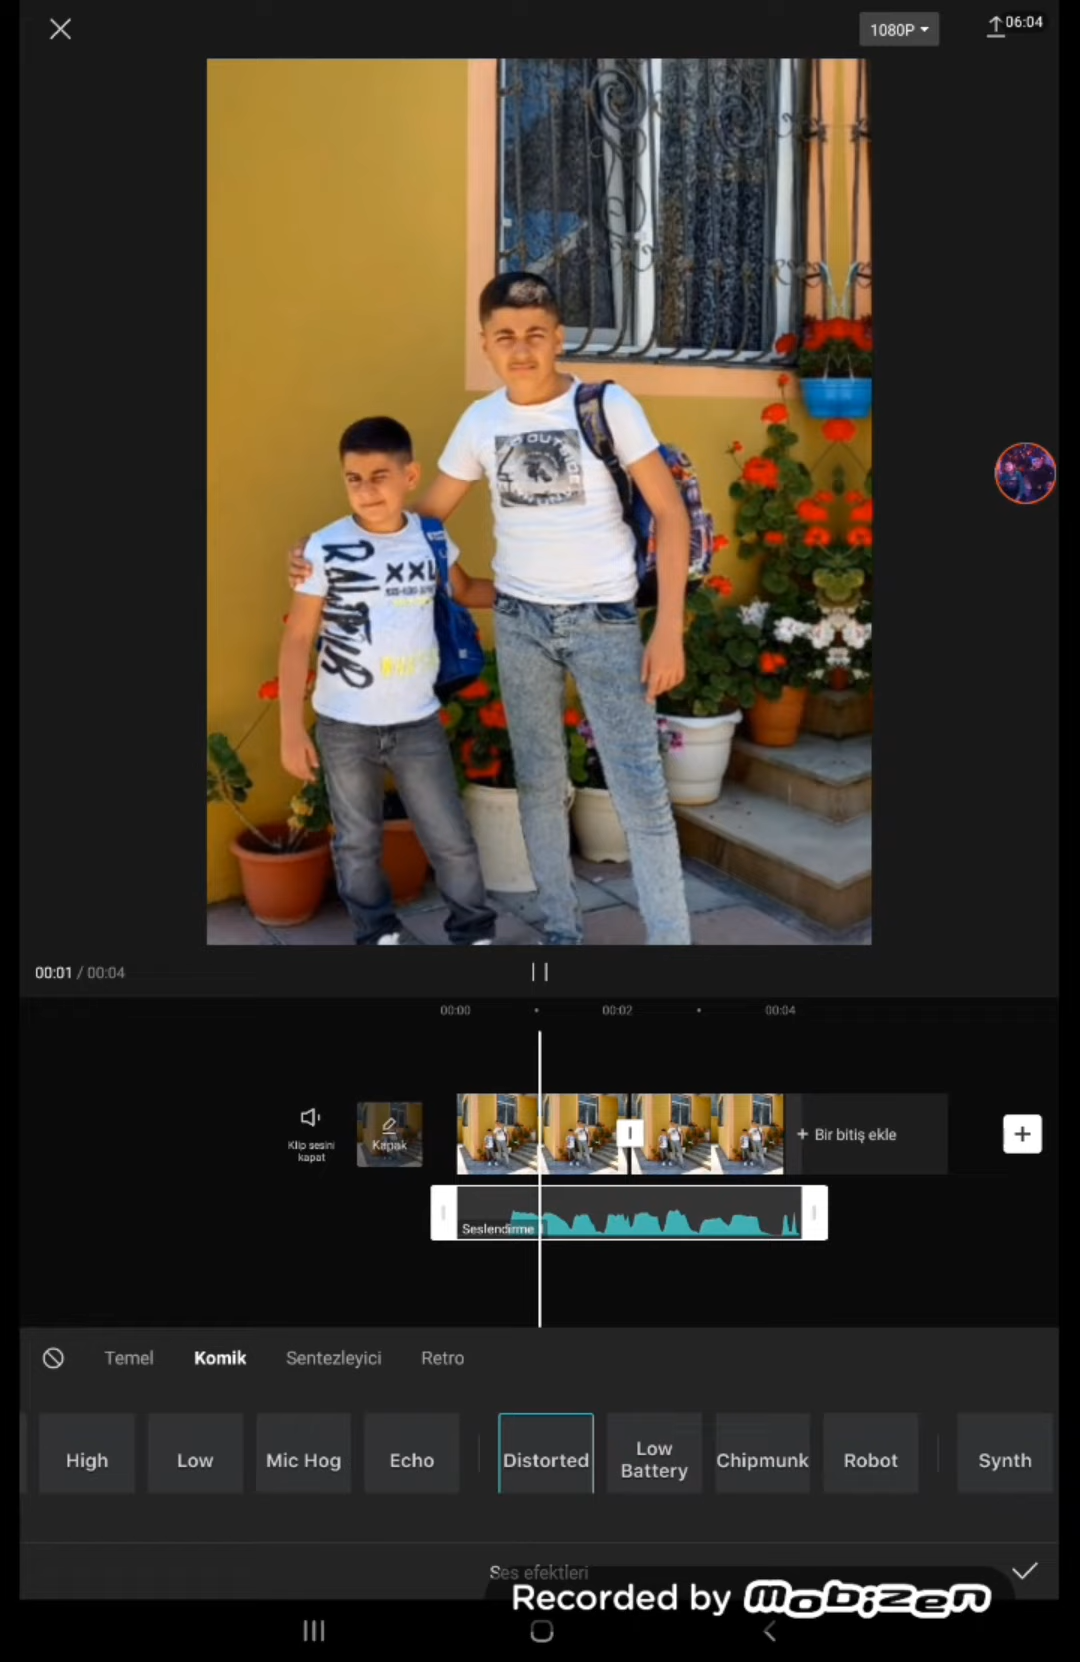 1080P
06:04
OUTSIDE
XXL
00:01 / 00:04
00:00
00:02
00:04
Klip sesini
kapat
Kapak
+ Bir bitiş ekle
Seslendirme
Temel
Komik
Sentezleyici
Retro
High
Low
Mic Hog
Echo
Distorted
Low
Battery
Chipmunk
Robot
Synth
Ses efektleri
Recorded by mobizen